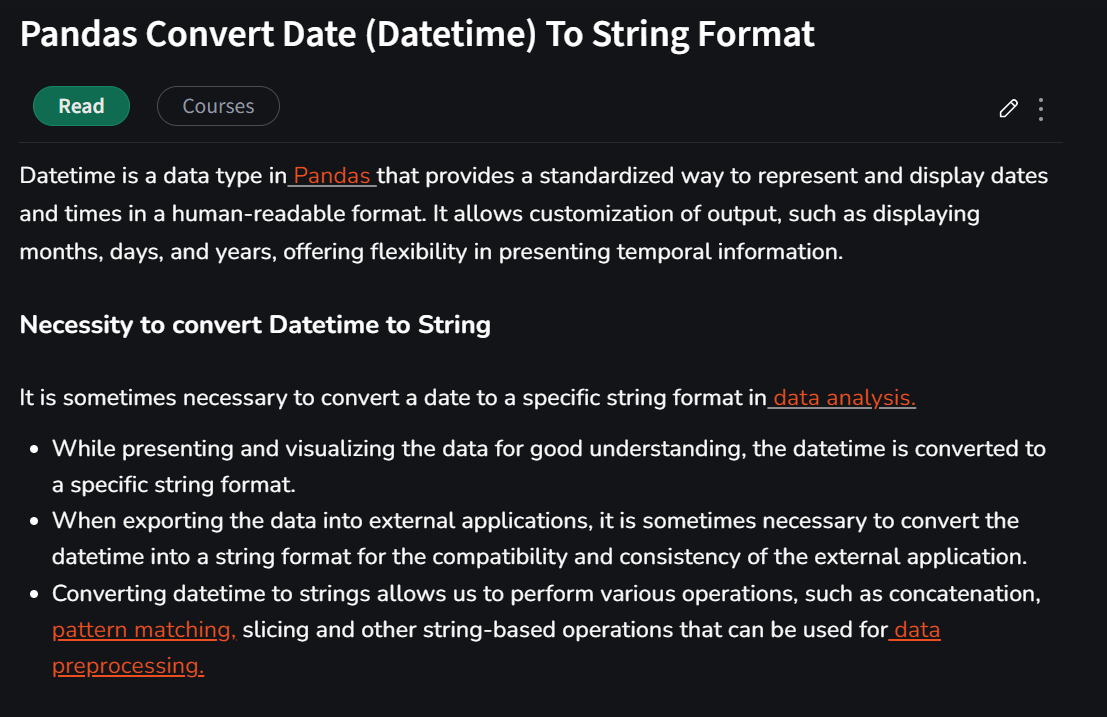 Pandas Convert Date (Datetime) To String Format
Read
Courses
Datetime is a data type in Pandas that provides a standardized way to represent and display dates
and times in a human-readable format. It allows customization of output, such as displaying
months, days, and years, offering flexibility in presenting temporal information.
Necessity to convert Datetime to String
It is sometimes necessary to convert a date to a specific string format in data analysis.
• While presenting and visualizing the data for good understanding, the datetime is converted to
a specific string format.
• When exporting the data into external applications, it is sometimes necessary to convert the
datetime into a string format for the compatibility and consistency of the external application.
• Converting datetime to strings allows us to perform various operations, such as concatenation,
pattern matching, slicing and other string-based operations that can be used for data
preprocessing.